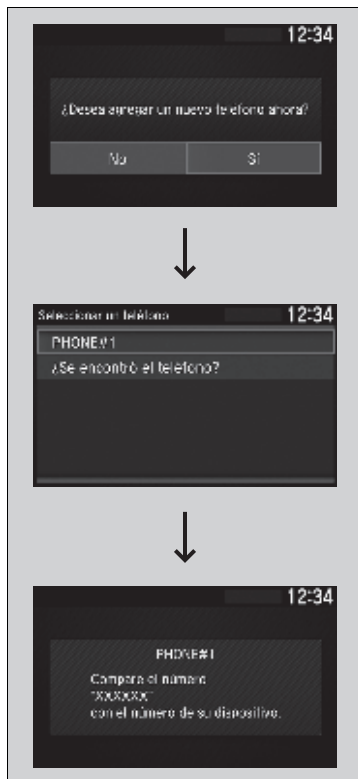 12:34
¿Desea agregar un nuevo teléfono ahora?
No
Sí
Seleccionar un teléfono
12:34
PHONE#1
¿Se encontró el teléfono?
12:34
PHONE#1
Compare el número
"XXXXXX"
con el número de su dispositivo.